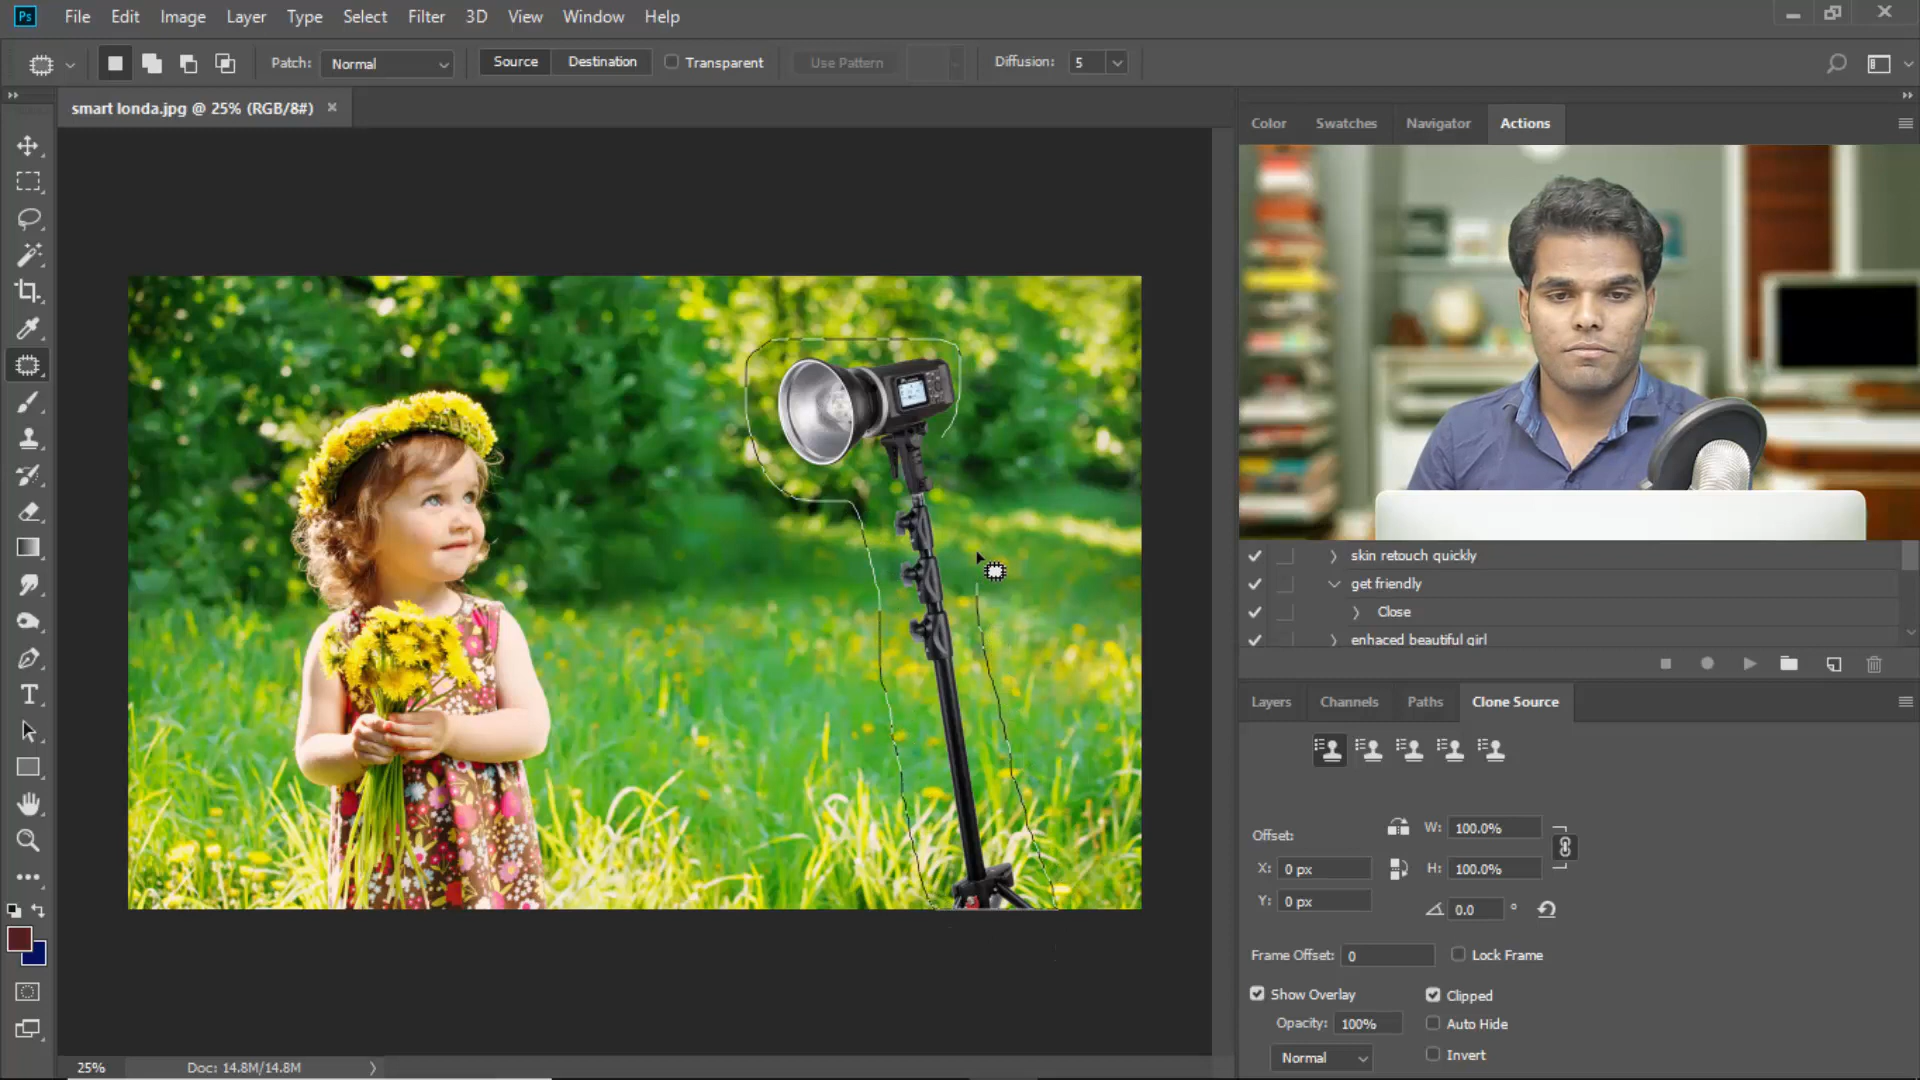 Ps File Edit Image Layer Type Select Filter 3D View Window Help
Patch: Normal Source Destination Transparent Use Pattern Diffusion: 5
smart londa.jpg @ 25% (RGB/8#)
Color Swatches Navigator Actions
skin retouch quickly
get friendly
Close
enhaced beautiful girl
Layers Channels Paths Clone Source
Offset: W: 100.0%
X: 0 px H: 100.0%
Y: 0 px 0.0 °
Frame Offset: 0 Lock Frame
Show Overlay Clipped
Opacity: 100% Auto Hide
Normal Invert
25% Doc: 14.8M/14.8M